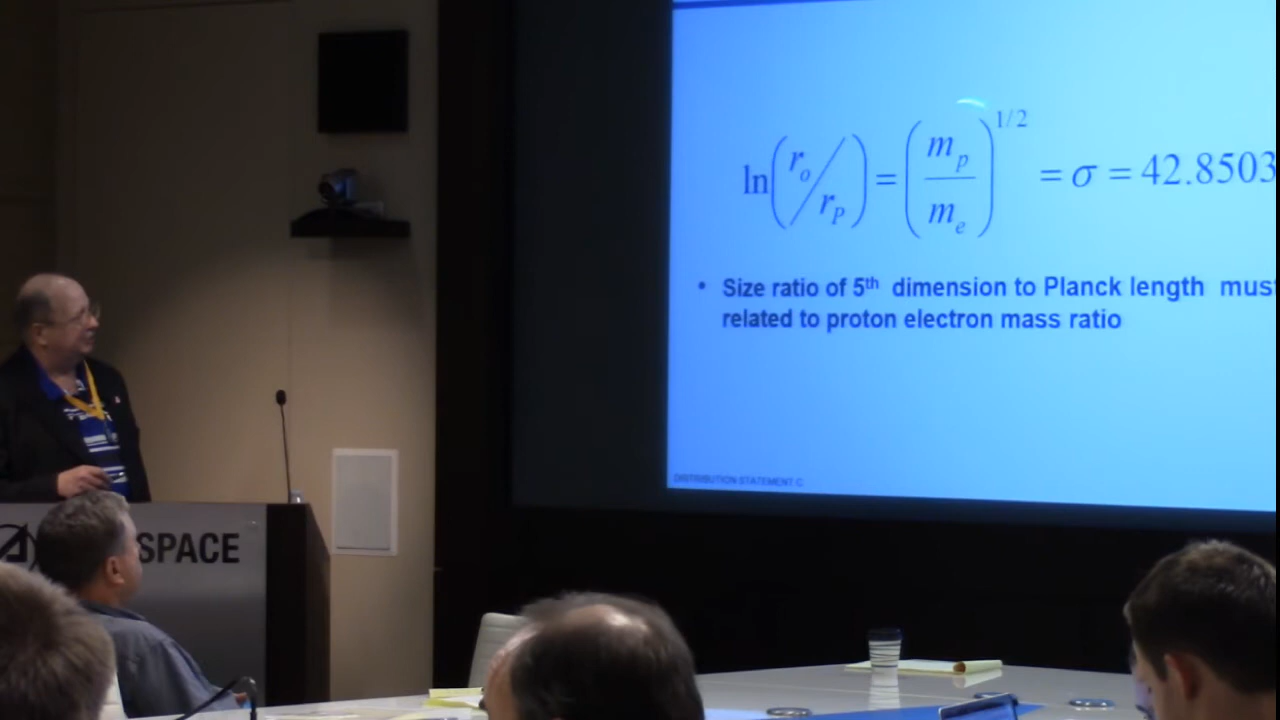 ln(r_o/r_P) = (m_p/m_e)^{1/2} = σ = 42.8503
• Size ratio of 5th dimension to Planck length mus
related to proton electron mass ratio
DISTRIBUTION STATEMENT C
SPACE